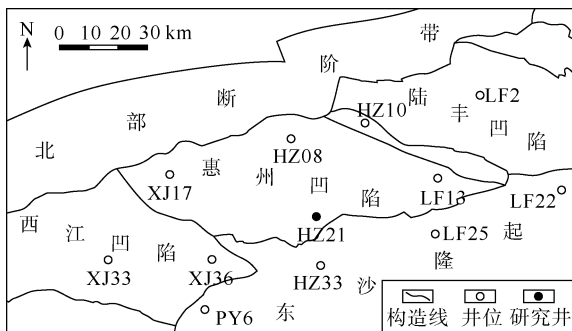 N
0 10 20 30 km
北部断阶带
陆丰凹陷
LF2
HZ10
HZ08
惠州凹陷
XJ17
LF13
LF22
HZ21
西江凹陷
LF25
XJ33
XJ36
HZ33
东沙隆起
PY6
构造线 井位 研究井